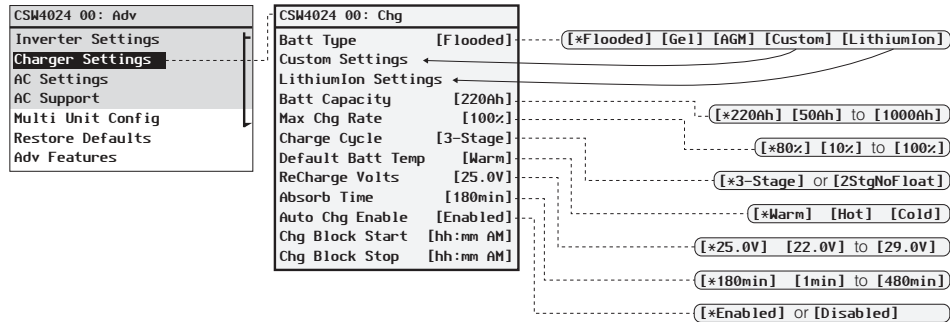 CSW4024 00: Adv
Inverter Settings
Charger Settings
AC Settings
AC Support
Multi Unit Config
Restore Defaults
Adv Features
CSW4024 00: Chg
Batt Type [Flooded]
Custom Settings
LithiumIon Settings
Batt Capacity [220Ah]
Max Chg Rate [100%]
Charge Cycle [3-Stage]
Default Batt Temp [Warm]
ReCharge Volts [25.0V]
Absorb Time [180min]
Auto Chg Enable [Enabled]
Chg Block Start [hh:mm AM]
Chg Block Stop [hh:mm AM]
[*Flooded] [Gel] [AGM] [Custom] [LithiumIon]
[*220Ah] [50Ah] to [1000Ah]
[*80%] [10%] to [100%]
[*3-Stage] or [2StgNoFloat]
[*Warm] [Hot] [Cold]
[*25.0V] [22.0V] to [29.0V]
[*180min] [1min] to [480min]
[*Enabled] or [Disabled]